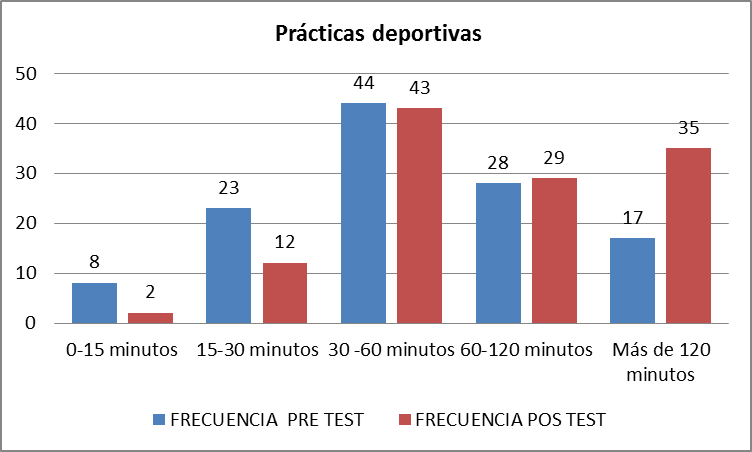 Prácticas deportivas
50
40
30
20
10
0
8
2
23
12
44
43
28
29
17
35
0-15 minutos
15-30 minutos
30 -60 minutos
60-120 minutos
Más de 120
minutos
FRECUENCIA  PRE TEST
FRECUENCIA POS TEST